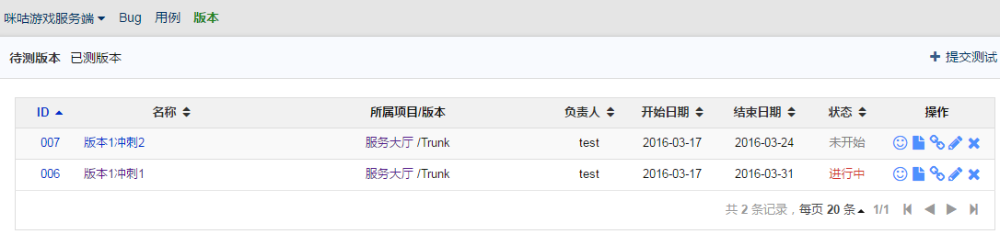 咪咕游戏服务端 Bug 用例 版本
待测版本 已测版本 提交测试
ID 名称 所属项目/版本 负责人 开始日期 结束日期 状态 操作
007 版本1冲刺2 服务大厅 /Trunk test 2016-03-17 2016-03-24 未开始
006 版本1冲刺1 服务大厅 /Trunk test 2016-03-17 2016-03-31 进行中
共 2 条记录，每页 20 条 1/1